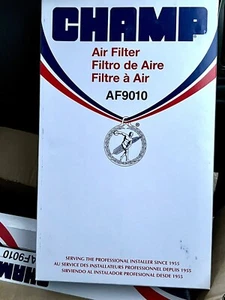 CHAMP
Air Filter
Filtro de Aire
Filtre à Air
AF9010
SERVING THE PROFESSIONAL INSTALLER SINCE 1955
AU SERVICE DES INSTALLATEURS PROFESSIONNEL DEPUIS 1955
SIRVIENDO AL INSTALADOR PROFESIONAL DESDE 1955
AF9010
CHAMP